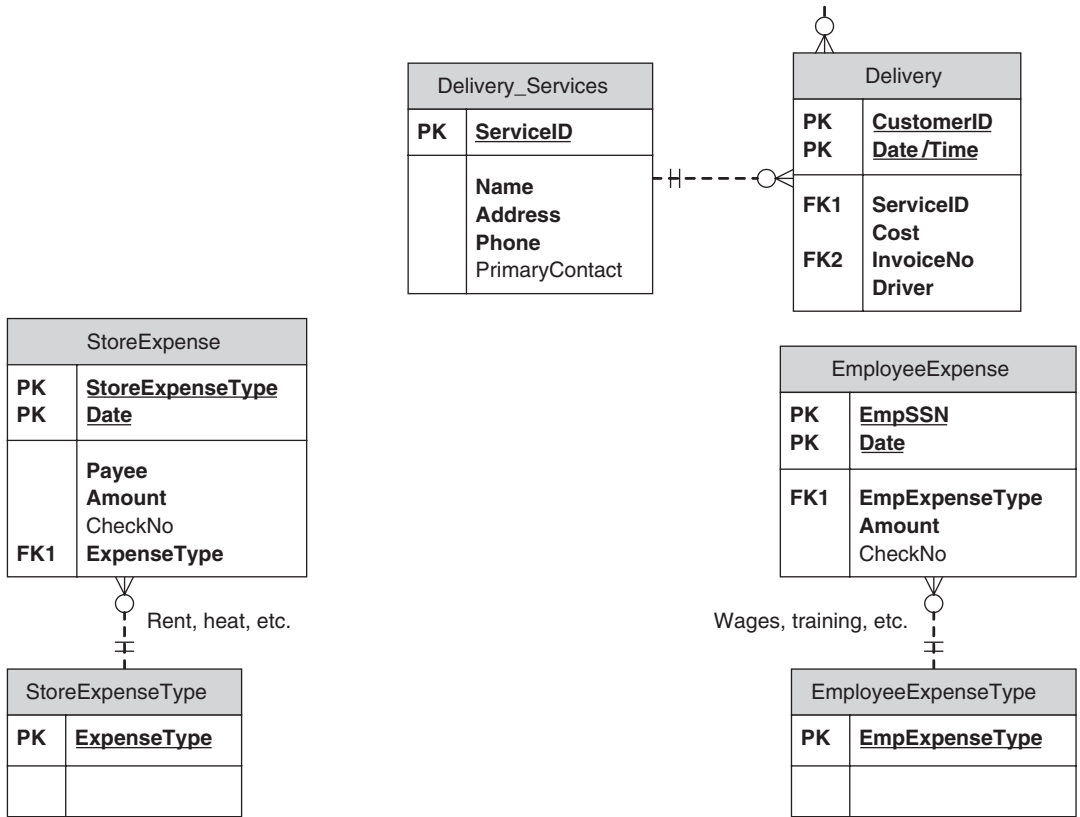 Delivery_Services
PK ServiceID
Name
Address
Phone
PrimaryContact
Delivery
PK CustomerID
PK Date/Time
FK1 ServiceID
Cost
FK2 InvoiceNo
Driver
StoreExpense
PK StoreExpenseType
PK Date
Payee
Amount
CheckNo
FK1 ExpenseType
Rent, heat, etc.
StoreExpenseType
PK ExpenseType
EmployeeExpense
PK EmpSSN
PK Date
FK1 EmpExpenseType
Amount
CheckNo
Wages, training, etc.
EmployeeExpenseType
PK EmpExpenseType